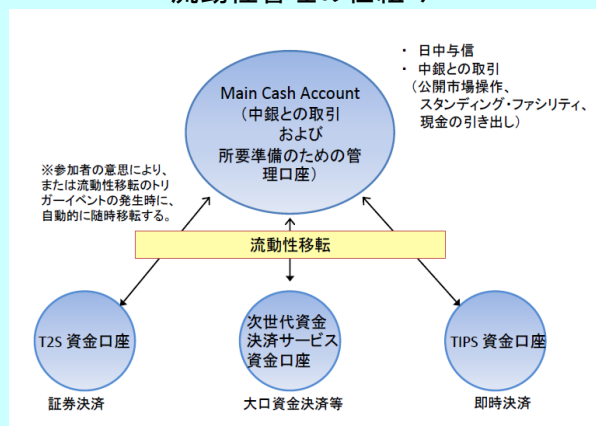 流動性管理の仕組み
・ 日中与信
・ 中銀との取引
(公開市場操作、
スタンディング・ファシリティ、
現金の引き出し)
Main Cash Account
(中銀との取引
および
所要準備のための管
理口座)
※参加者の意思により、
または流動性移転のトリ
ガーイベントの発生時に、
自動的に随時移転する。
流動性移転
T2S 資金口座
次世代資金
決済サービス
資金口座
TIPS 資金口座
証券決済
大口資金決済等
即時決済